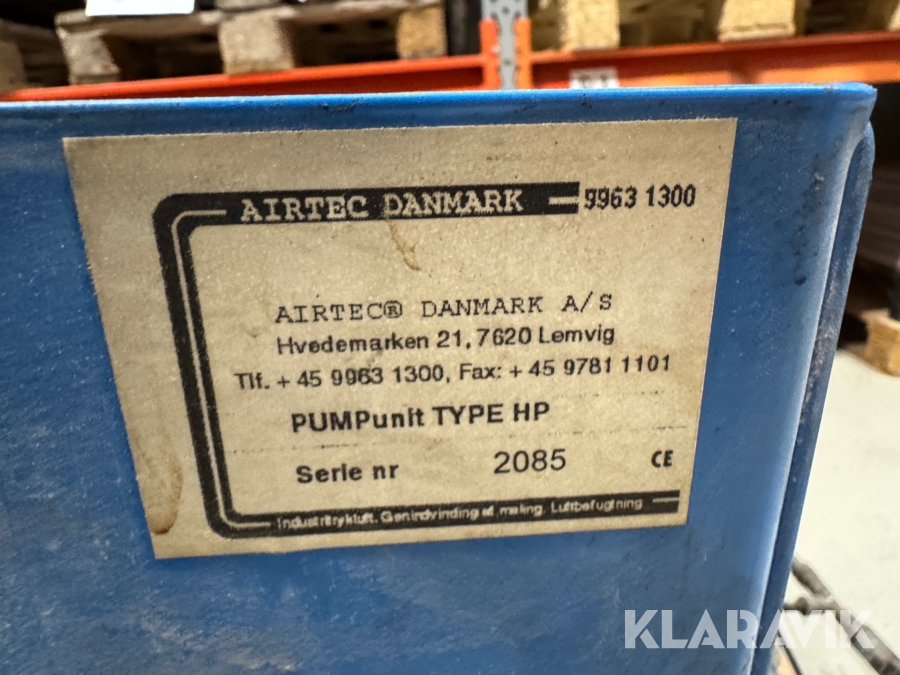 AIRTEC DANMARK 9963 1300
AIRTEC® DANMARK A/S
Hvedemarken 21, 7620 Lemvig
Tlf. + 45 9963 1300, Fax: + 45 9781 1101
PUMPunit TYPE HP
Serie nr 2085 CE
Industritrykluft. Genindvinding af maling. Luftbefugtning
KLARAVIK